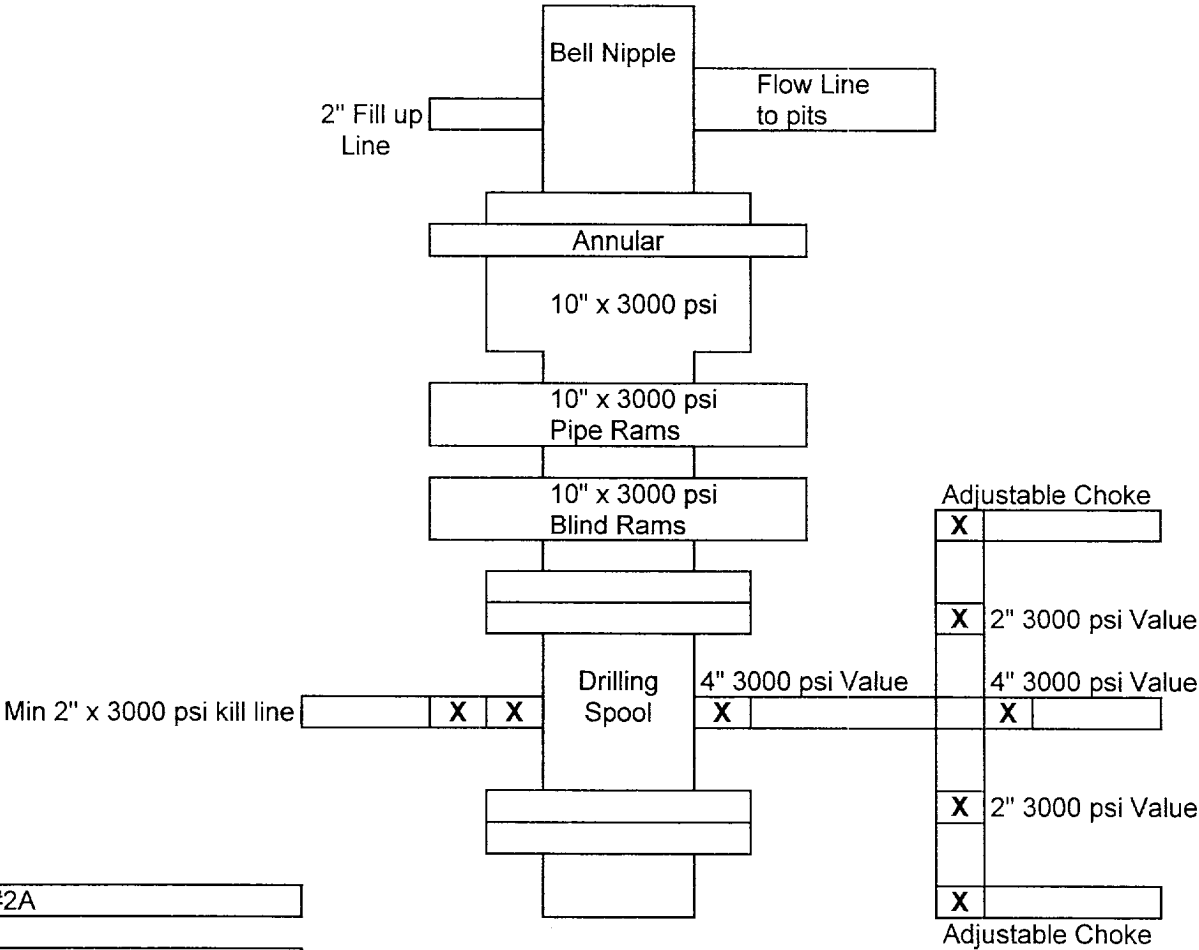 Bell Nipple
Flow Line
to pits
2" Fill up
Line
Annular
10" x 3000 psi
10" x 3000 psi
Pipe Rams
10" x 3000 psi
Blind Rams
Adjustable Choke
X
X 2" 3000 psi Value
Drilling
Spool
4" 3000 psi Value
4" 3000 psi Value
Min 2" x 3000 psi kill line
X X
X
X
X 2" 3000 psi Value
2A
X
Adjustable Choke